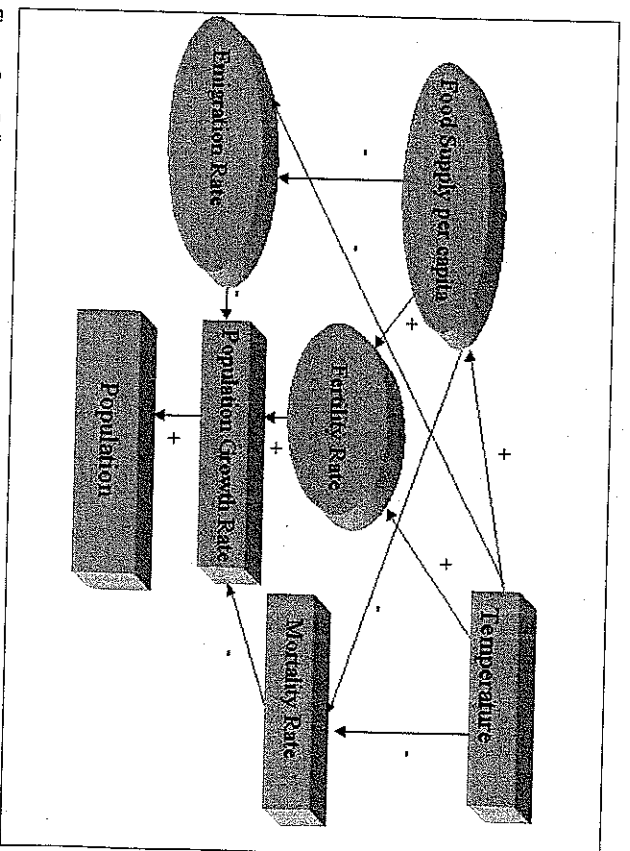 Food Supply per capita
Temperature
+
+
+
-
-
-
-
Fertility Rate
Mortality Rate
Emigration Rate
-
+
-
Population Growth Rate
+
Population